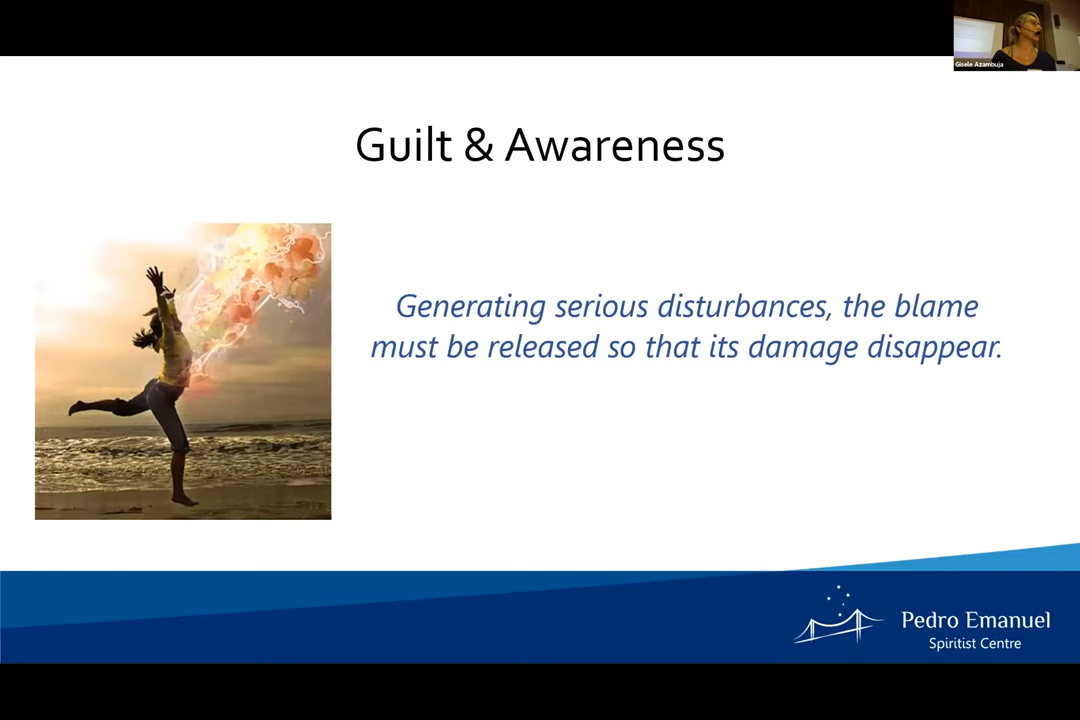 Gisele Azambuja
Guilt & Awareness
Generating serious disturbances, the blame
must be released so that its damage disappear.
Pedro Emanuel
Spiritist Centre